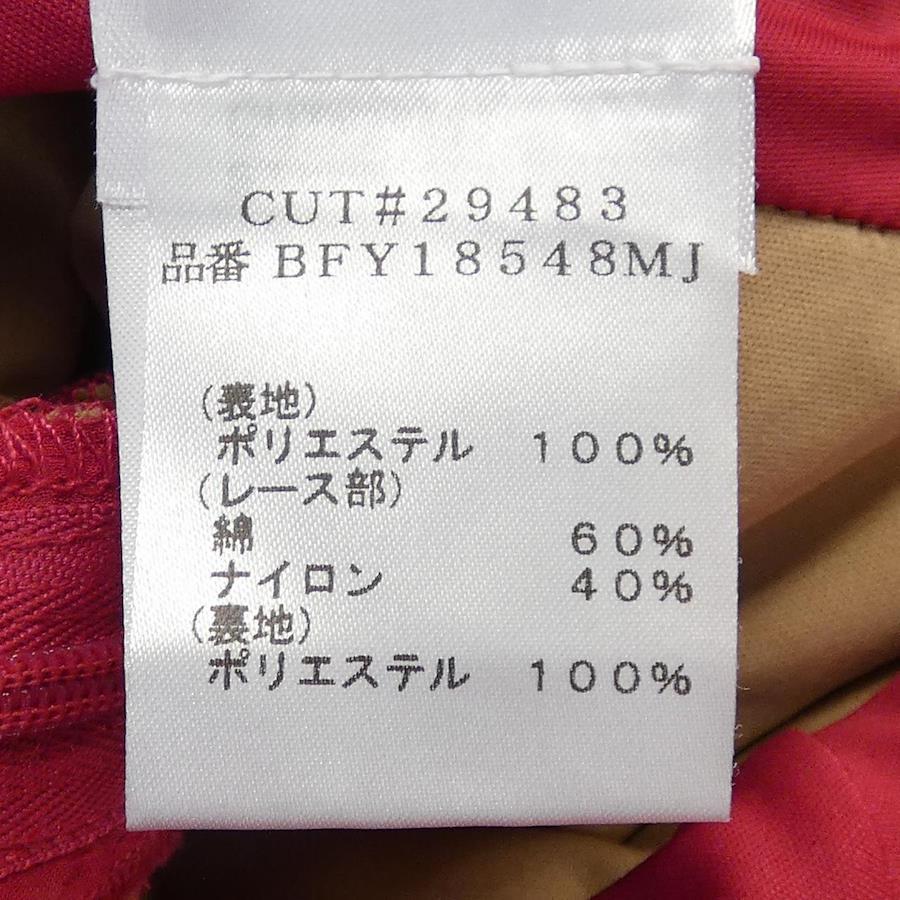 CUT#29483
品番 BFY18548MJ
(表地)
ポリエステル 100%
(レース部)
綿 60%
ナイロン 40%
(裏地)
ポリエステル 100%